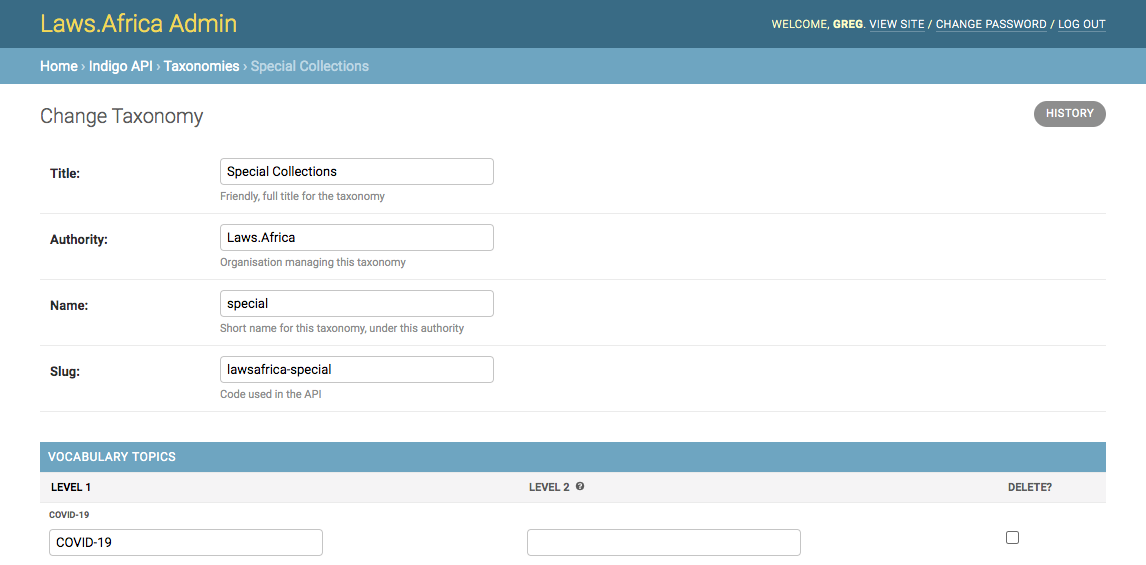 Laws.Africa Admin
WELCOME, GREG. VIEW SITE / CHANGE PASSWORD / LOG OUT
Home › Indigo API › Taxonomies › Special Collections
Change Taxonomy
HISTORY
Title:
Special Collections
Friendly, full title for the taxonomy
Authority:
Laws.Africa
Organisation managing this taxonomy
Name:
special
Short name for this taxonomy, under this authority
Slug:
lawsafrica-special
Code used in the API
VOCABULARY TOPICS
LEVEL 1
LEVEL 2 ?
DELETE?
COVID-19
COVID-19